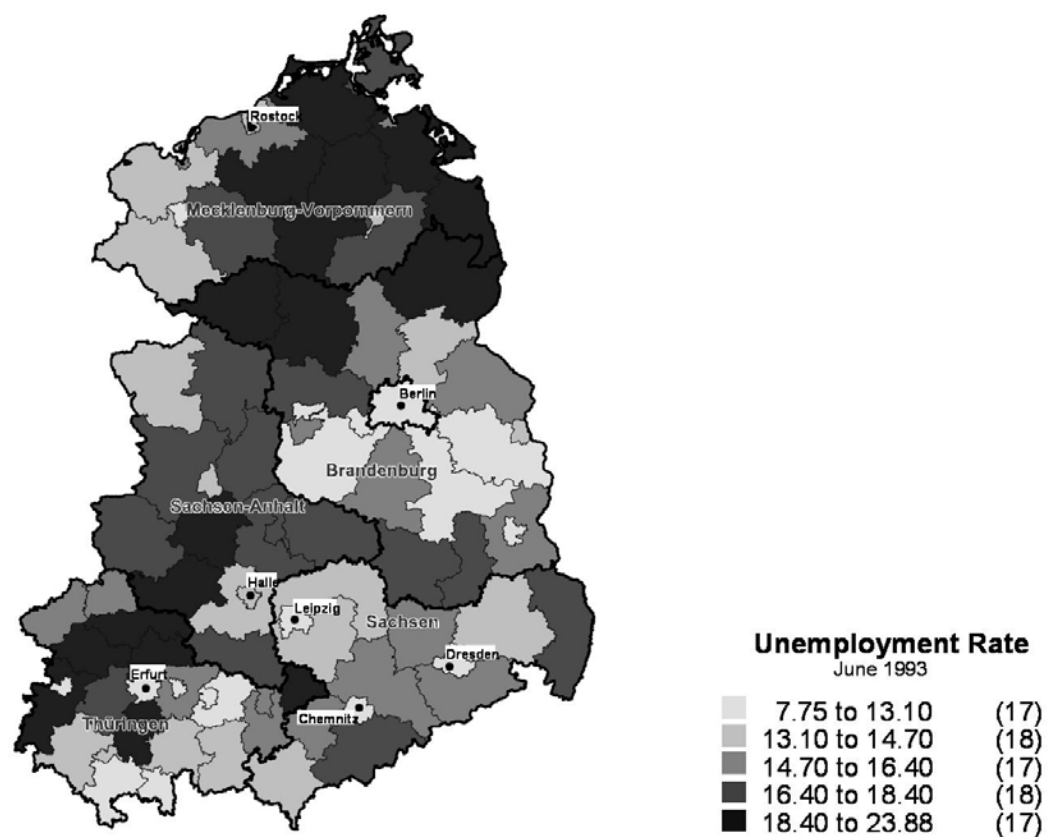 Rostock
Mecklenburg-Vorpommern
Berlin
Brandenburg
Sachson-Anhalt
Halle
Leipzig
Sachsen
Dresden
Erfurt
Chemnitz
Thüringen
Unemployment Rate
June 1993
7.75 to 13.10 (17)
13.10 to 14.70 (18)
14.70 to 16.40 (17)
16.40 to 18.40 (18)
18.40 to 23.88 (17)